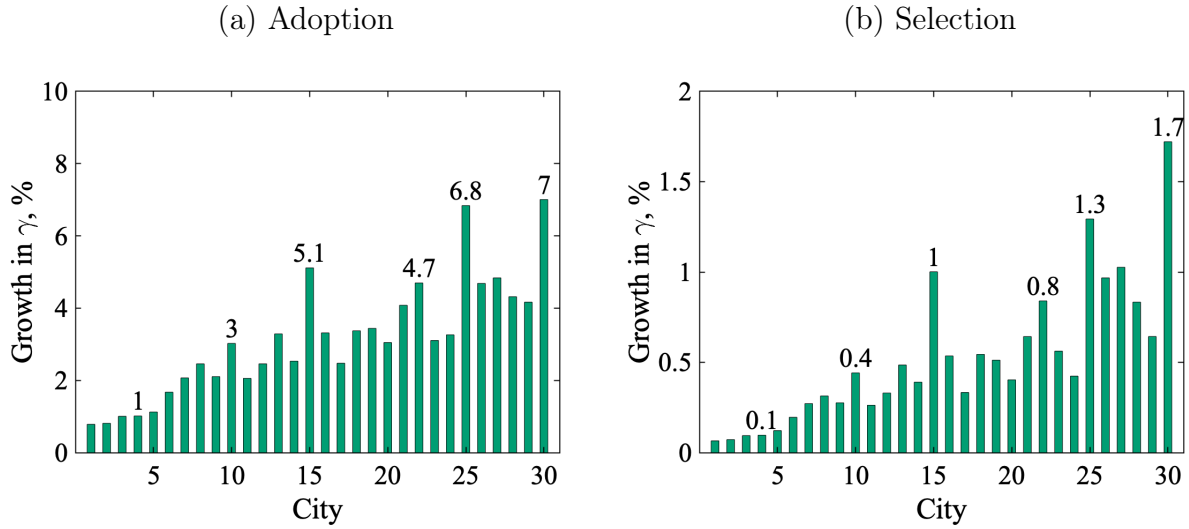 (a) Adoption
10
8
6
4
2
0
Growth in γ, %
1
3
5.1
4.7
6.8
7
5 10 15 20 25 30
City
(b) Selection
2
1.5
1
0.5
0
Growth in γ, %
0.1
0.4
1
0.8
1.3
1.7
5 10 15 20 25 30
City